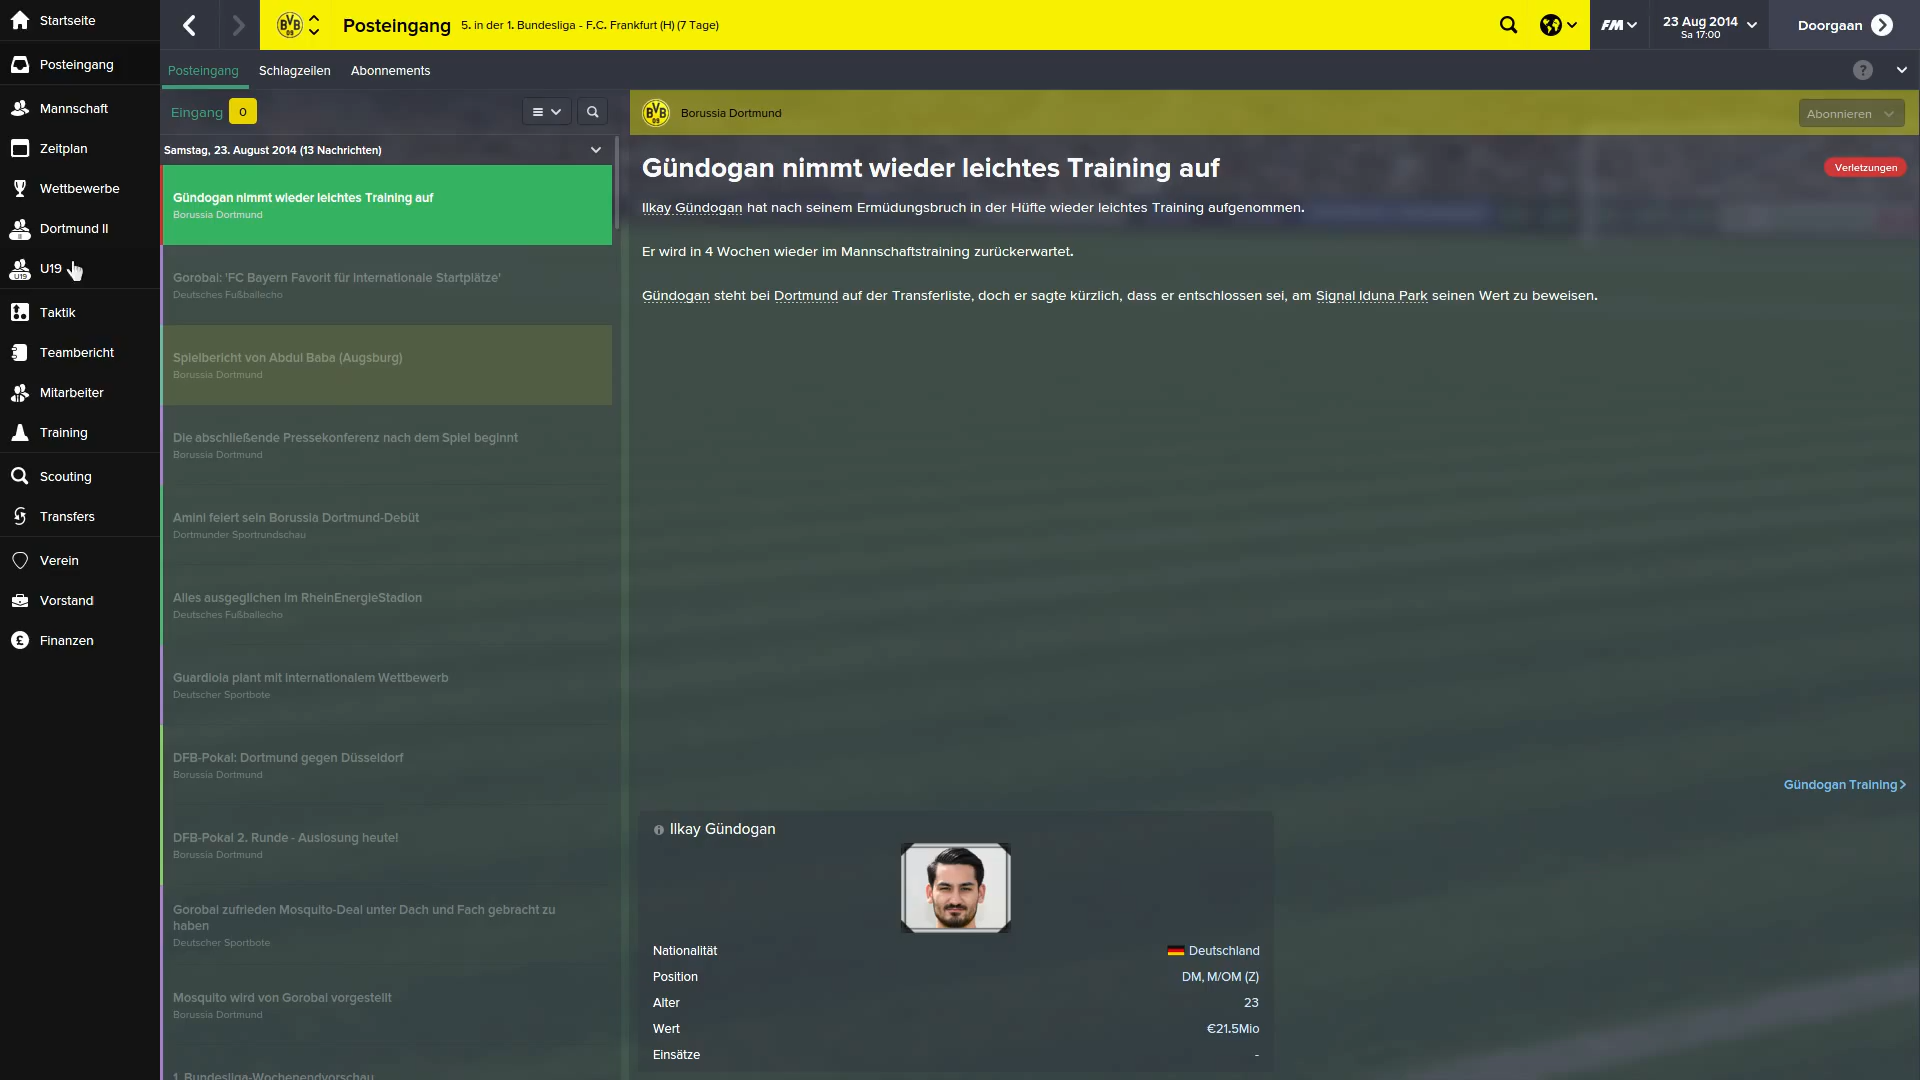 Startseite
Posteingang
Mannschaft
Zeitplan
Wettbewerbe
Dortmund II
U19
Taktik
Teambericht
Mitarbeiter
Training
Scouting
Transfers
Verein
Vorstand
Finanzen
Posteingang
5. in der 1. Bundesliga - F.C. Frankfurt (H) (7 Tage)
FM
23 Aug 2014
Sa 17:00
Doorgaan
Posteingang
Schlagzeilen
Abonnements
Eingang 0
Samstag, 23. August 2014 (13 Nachrichten)
Gündogan nimmt wieder leichtes Training auf
Borussia Dortmund
Gorobai: 'FC Bayern Favorit für internationale Startplätze'
Deutsches Fußballecho
Spielbericht von Abdul Baba (Augsburg)
Borussia Dortmund
Die abschließende Pressekonferenz nach dem Spiel beginnt
Borussia Dortmund
Amini feiert sein Borussia Dortmund-Debüt
Dortmunder Sportrundschau
Alles ausgeglichen im RheinEnergieStadion
Deutsches Fußballecho
Guardiola plant mit internationalem Wettbewerb
Deutscher Sportbote
DFB-Pokal: Dortmund gegen Düsseldorf
Borussia Dortmund
DFB-Pokal 2. Runde - Auslosung heute!
Borussia Dortmund
Gorobai zufrieden Mosquito-Deal unter Dach und Fach gebracht zu
haben
Deutscher Sportbote
Mosquito wird von Gorobai vorgestellt
Borussia Dortmund
1. Bundesliga-Wochenendvorschau
Borussia Dortmund
Abonnieren
Gündogan nimmt wieder leichtes Training auf
Verletzungen
Ilkay Gündogan hat nach seinem Ermüdungsbruch in der Hüfte wieder leichtes Training aufgenommen.
Er wird in 4 Wochen wieder im Mannschaftstraining zurückerwartet.
Gündogan steht bei Dortmund auf der Transferliste, doch er sagte kürzlich, dass er entschlossen sei, am Signal Iduna Park seinen Wert zu beweisen.
Gündogan Training
Ilkay Gündogan
Nationalität Deutschland
Position DM, M/OM (Z)
Alter 23
Wert €21.5Mio
Einsätze -